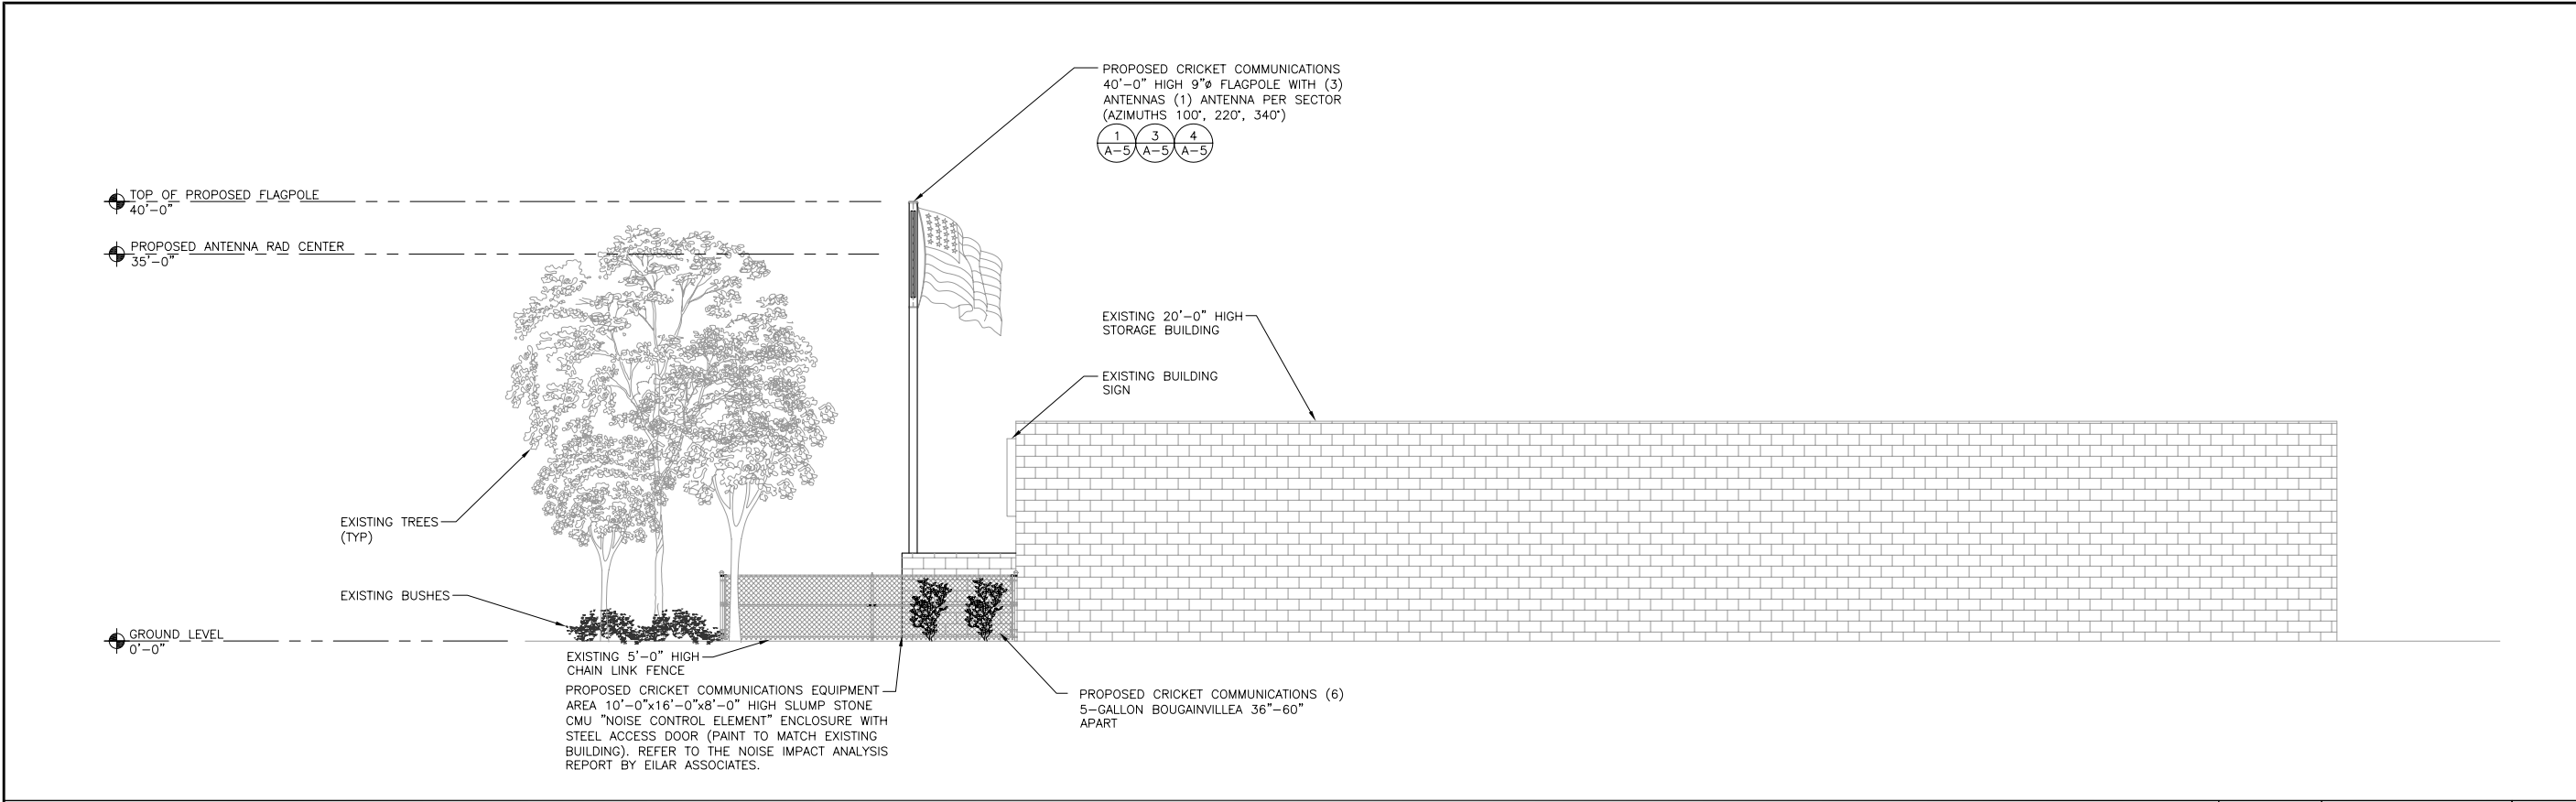 PROPOSED CRICKET COMMUNICATIONS
40'-0" HIGH 9"ø FLAGPOLE WITH (3)
ANTENNAS (1) ANTENNA PER SECTOR
(AZIMUTHS 100°, 220°, 340°)
1 3 4
A-5 A-5 A-5
TOP OF PROPOSED FLAGPOLE
40'-0"
PROPOSED ANTENNA RAD CENTER
35'-0"
EXISTING 20'-0" HIGH
STORAGE BUILDING
EXISTING BUILDING
SIGN
EXISTING TREES
(TYP)
EXISTING BUSHES
GROUND LEVEL
0'-0"
EXISTING 5'-0" HIGH
CHAIN LINK FENCE
PROPOSED CRICKET COMMUNICATIONS EQUIPMENT
AREA 10'-0"x16'-0"x8'-0" HIGH SLUMP STONE
CMU "NOISE CONTROL ELEMENT" ENCLOSURE WITH
STEEL ACCESS DOOR (PAINT TO MATCH EXISTING
BUILDING). REFER TO THE NOISE IMPACT ANALYSIS
REPORT BY EILAR ASSOCIATES.
PROPOSED CRICKET COMMUNICATIONS (6)
5-GALLON BOUGAINVILLEA 36"-60"
APART